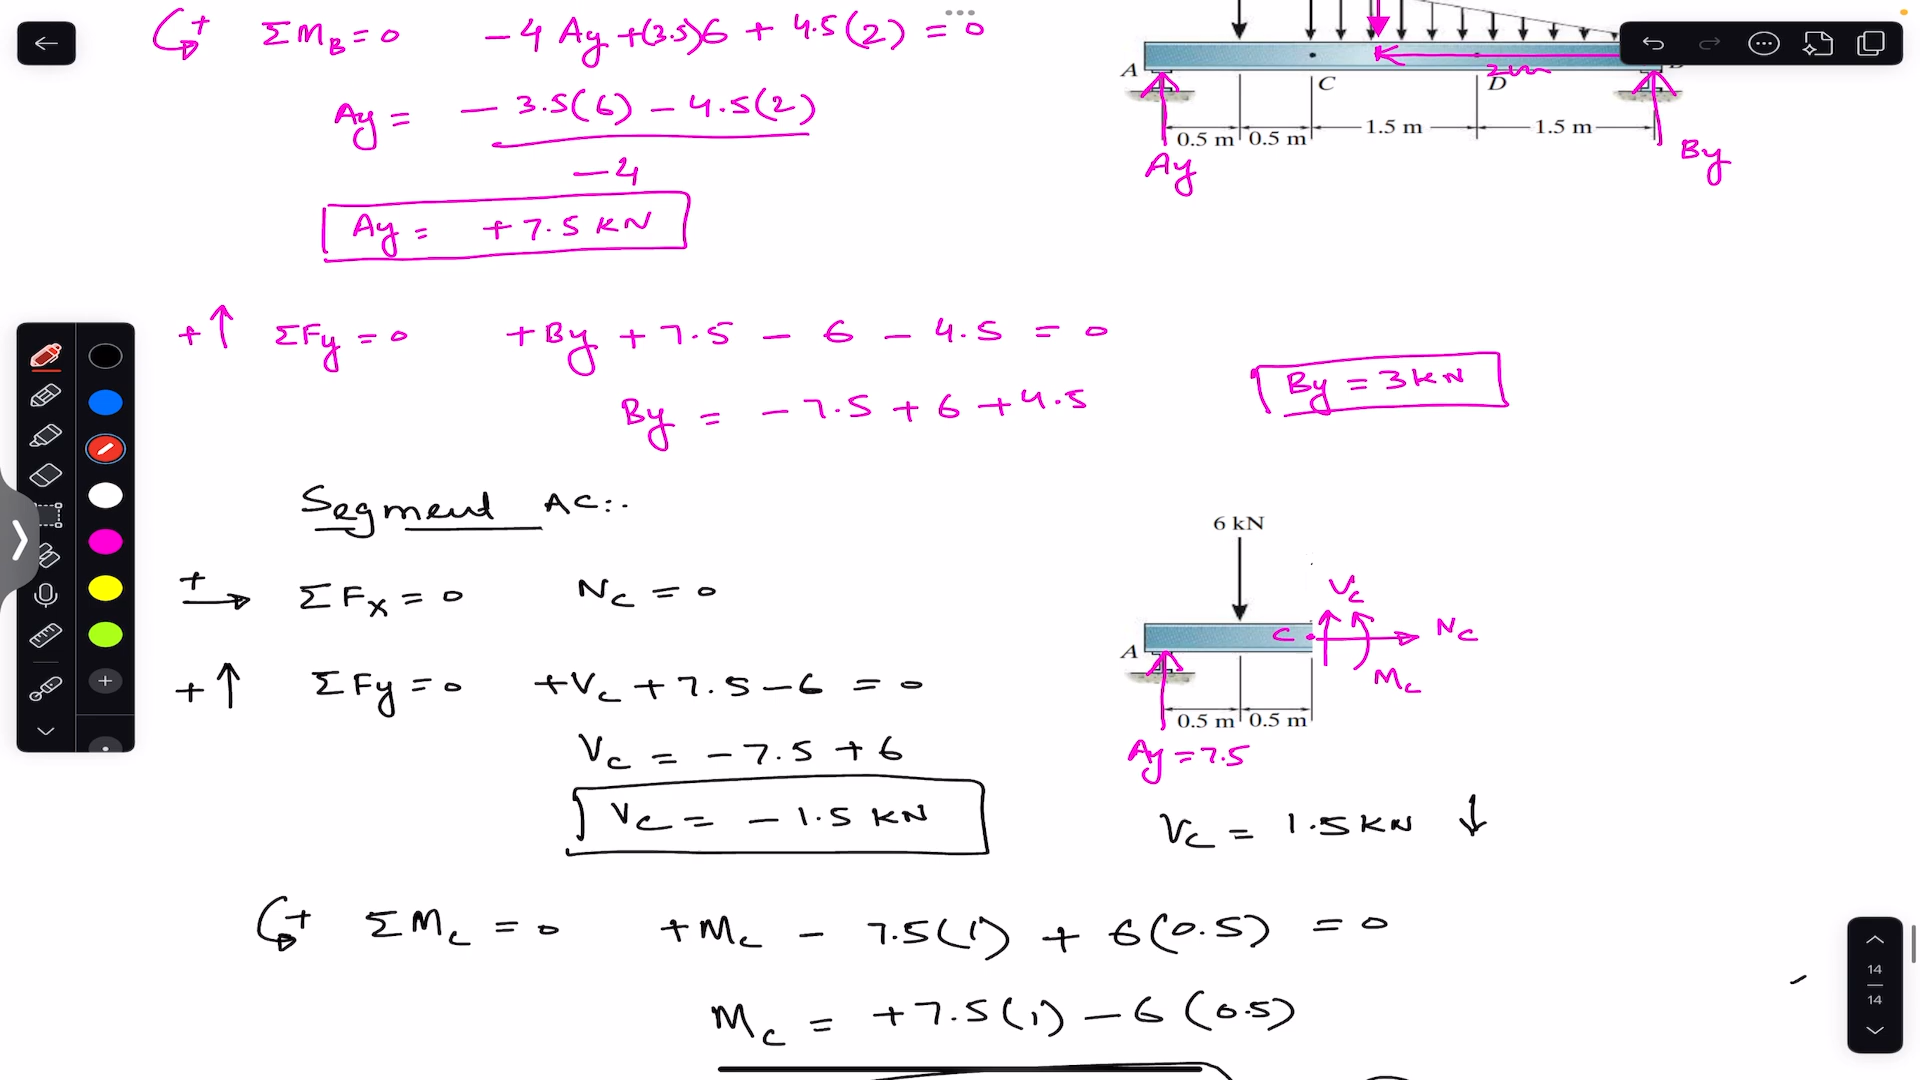 ΣM_B = 0   -4 Ay + (3.5)6 + 4.5(2) = 0
Ay = -3.5(6) - 4.5(2)
-4
Ay = +7.5 KN
+↑ ΣFy = 0   +By + 7.5 - 6 - 4.5 = 0
By = -7.5 + 6 + 4.5
By = 3 KN
A
C
2m
D
0.5 m
0.5 m
1.5 m
1.5 m
Ay
By
Segment AC:.
+→ ΣFx = 0   Nc = 0
+↑ ΣFy = 0   +Vc + 7.5 - 6 = 0
Vc = -7.5 + 6
Vc = -1.5 KN
6 kN
Vc
A
C
Nc
Mc
0.5 m
0.5 m
Ay = 7.5
Vc = 1.5 KN ↓
+ ΣMc = 0   +Mc - 7.5(1) + 6(0.5) = 0
Mc = +7.5(1) - 6(0.5)
14
14